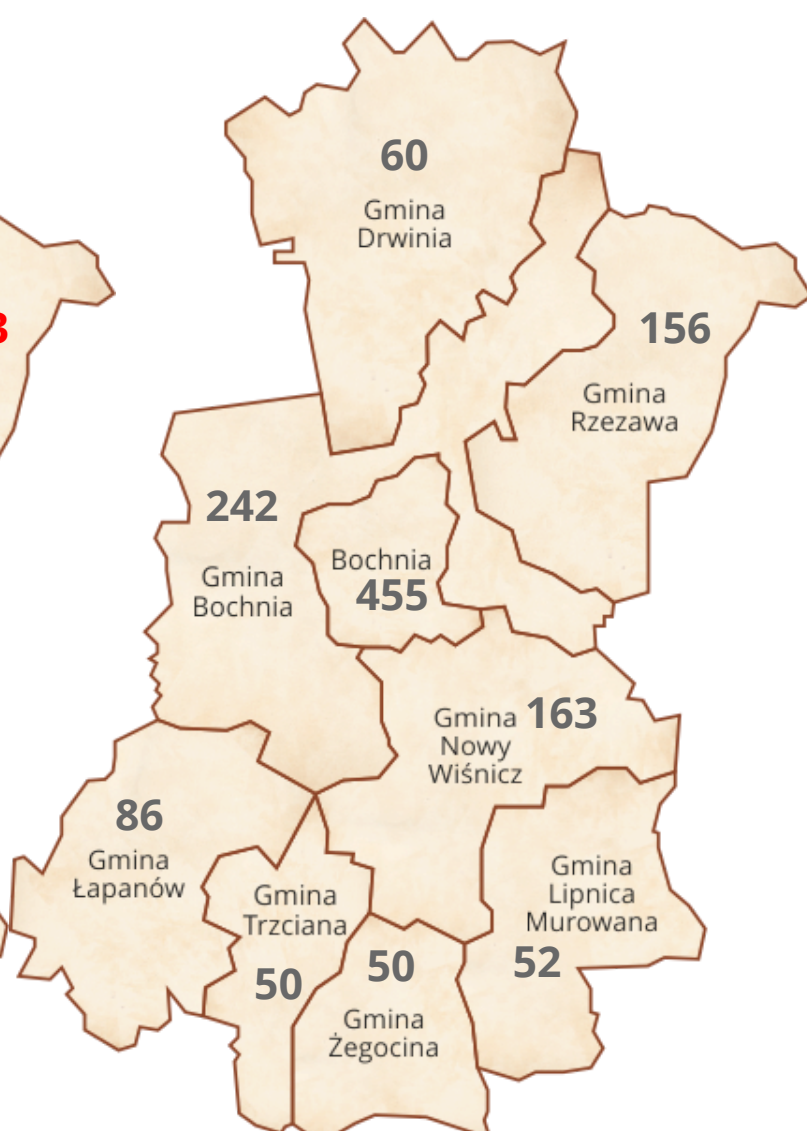 60
Gmina
Drwinia
3
156
Gmina
Rzezawa
242
Gmina
Bochnia
Bochnia
455
Gmina
Nowy
Wiśnicz
163
86
Gmina
Łapanów
Gmina
Trzciana
50
50
Gmina
Żegocina
Gmina
Lipnica
Murowana
52